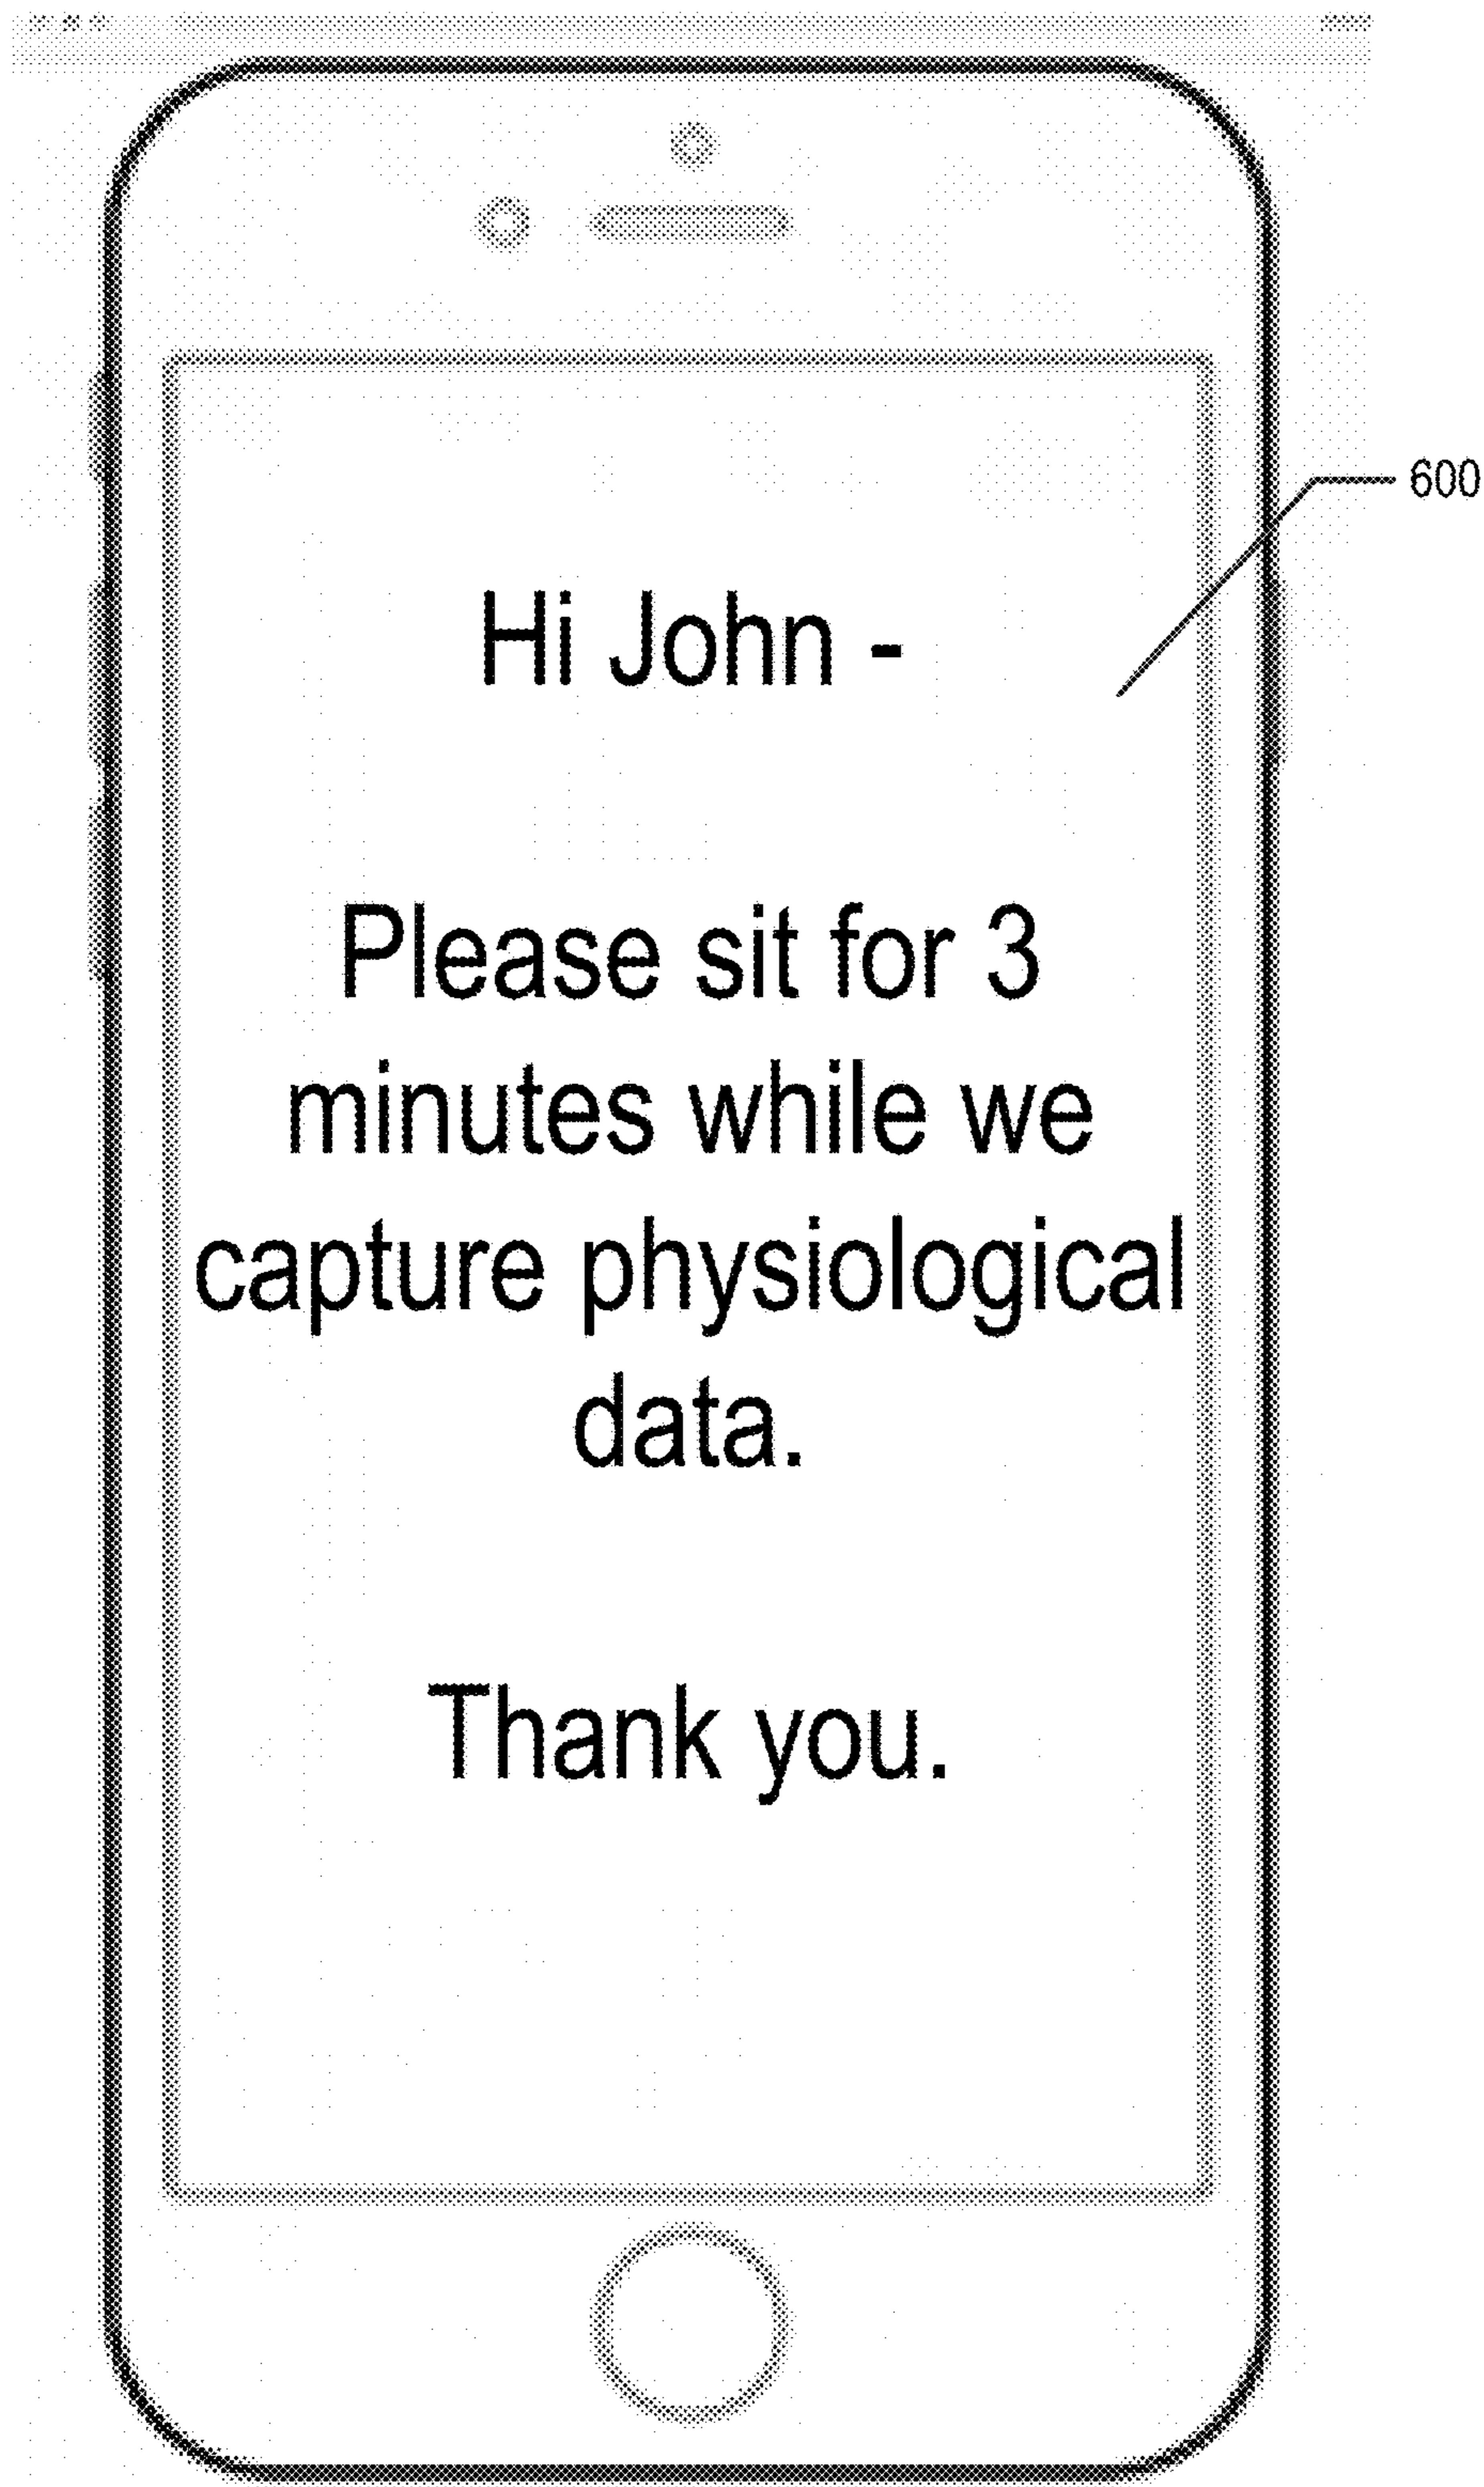 600
Hi John -
Please sit for 3
minutes while we
capture physiological
data.
Thank you.